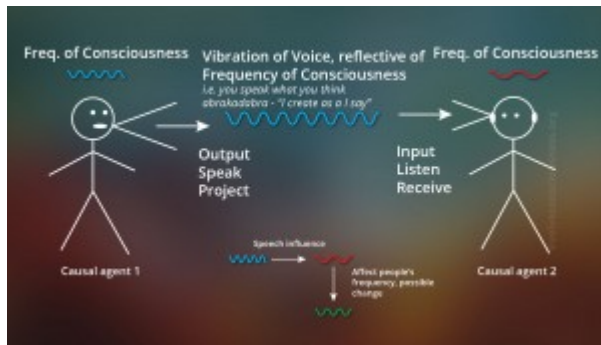 Freq. of Consciousness
Vibration of Voice, reflective of
Frequency of Consciousness
i.e. you speak what you think
abrakadabra - "I create as a I say"
Freq. of Consciousness
Output
Speak
Project
Input
Listen
Receive
Causal agent 1
Speech influence
Affect people's
frequency, possible
change
Causal agent 2